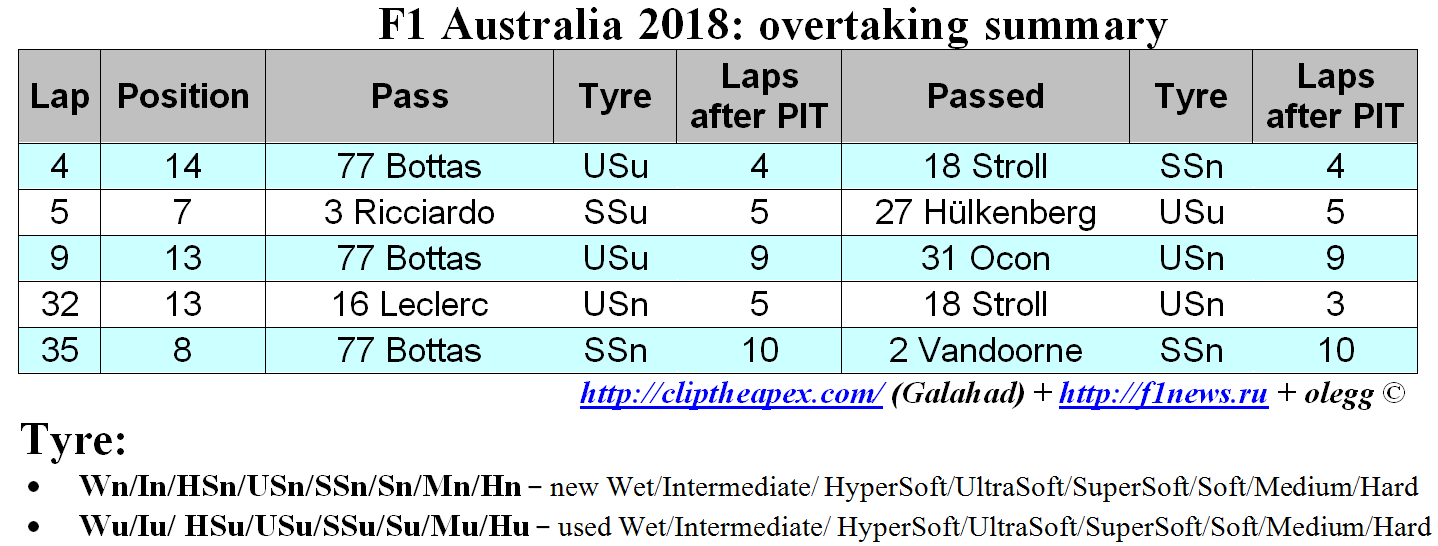 F1 Australia 2018: overtaking summary
Lap Position Pass Tyre Laps after PIT Passed Tyre Laps after PIT
4 14 77 Bottas USu 4 18 Stroll SSn 4
5 7 3 Ricciardo SSu 5 27 Hülkenberg USu 5
9 13 77 Bottas USu 9 31 Ocon USn 9
32 13 16 Leclerc USn 5 18 Stroll USn 3
35 8 77 Bottas SSn 10 2 Vandoorne SSn 10
http://cliptheapex.com/ (Galahad) + http://f1news.ru + olegg ©
Tyre:
• Wn/In/HSn/USn/SSn/Sn/Mn/Hn – new Wet/Intermediate/ HyperSoft/UltraSoft/SuperSoft/Soft/Medium/Hard
• Wu/Iu/ HSu/USu/SSu/Su/Mu/Hu – used Wet/Intermediate/ HyperSoft/UltraSoft/SuperSoft/Soft/Medium/Hard